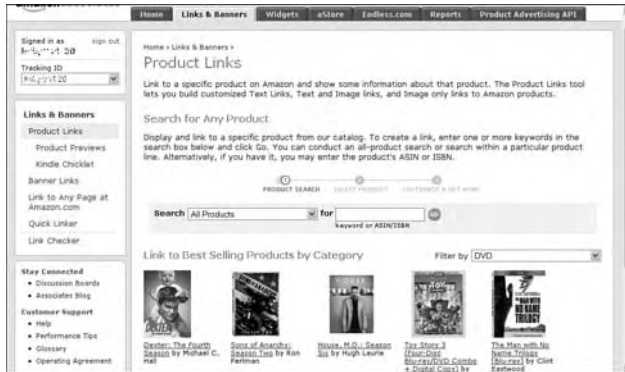 Home Links & Banners Widgets aStore Endless.com Reports Product Advertising API
Signed in as sign out
20
Tracking ID
20
Links & Banners
Product Links
Product Previews
Kindle Chicklet
Banner Links
Link to Any Page at
Amazon.com
Quick Linker
Link Checker
Stay Connected
• Discussion Boards
• Associates Blog
Customer Support
• Help
• Performance Tips
• Glossary
• Operating Agreement
Home > Links & Banners >
Product Links
Link to a specific product on Amazon and show some information about that product. The Product Links tool
lets you build customized Text Links, Text and Image links, and Image only links to Amazon products.
Search for Any Product
Display and link to a specific product from our catalog. To create a link, enter one or more keywords in the
search box below and click Go. You can conduct an all-product search or search within a particular product
line. Alternatively, if you have it, you may enter the product's ASIN or ISBN.
PRODUCT SEARCH SELECT PRODUCT CUSTOMIZE & GET HTML
Search All Products for
keyword or ASIN/ISBN
Link to Best Selling Products by Category Filter by DVD
Dexter: The Fourth
Season by Michael C.
Hall
Sons of Anarchy:
Season Two by Ron
Perlman
House, M.D.: Season
Six by Hugh Laurie
Toy Story 3
(Four-Disc
Blu-ray/DVD Combo
+ Digital Copy) by
The Man with No
Name Trilogy
[Blu-ray] by Clint
Eastwood